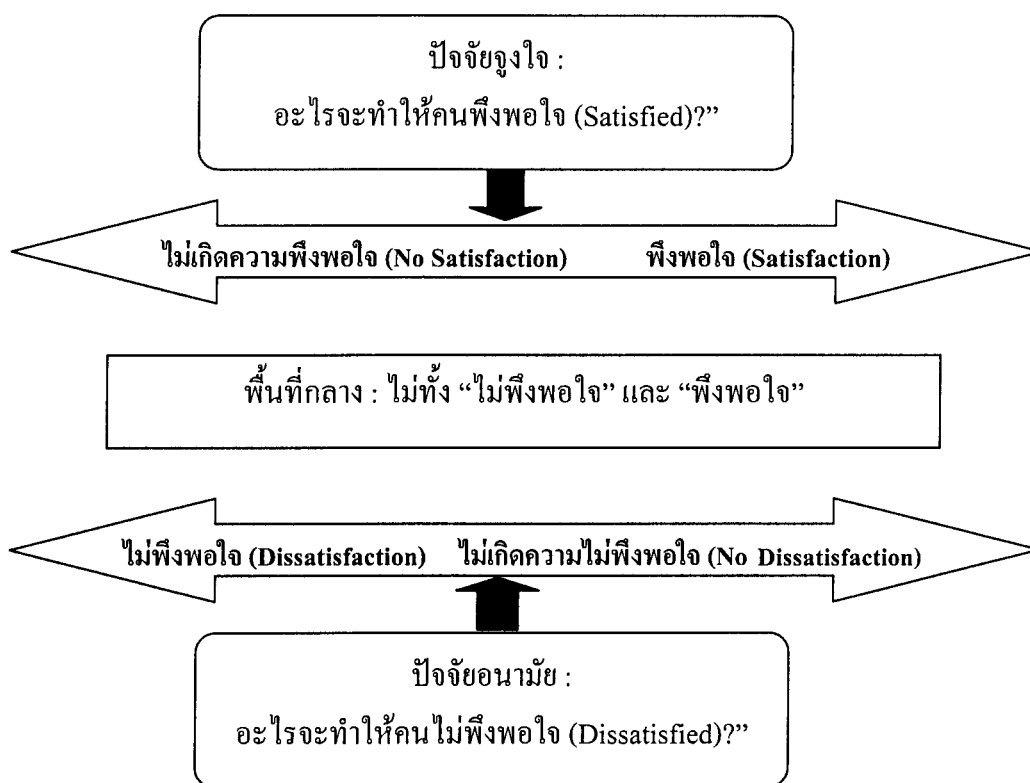 ปัจจัยจูงใจ :
อะไรจะทำให้คนพึงพอใจ (Satisfied)?”
ไม่เกิดความพึงพอใจ (No Satisfaction) พึงพอใจ (Satisfaction)
พื้นที่กลาง : ไม่ทั้ง “ไม่พึงพอใจ” และ “พึงพอใจ”
ไม่พึงพอใจ (Dissatisfaction) ไม่เกิดความไม่พึงพอใจ (No Dissatisfaction)
ปัจจัยอนามัย :
อะไรจะทำให้คนไม่พึงพอใจ (Dissatisfied)?”